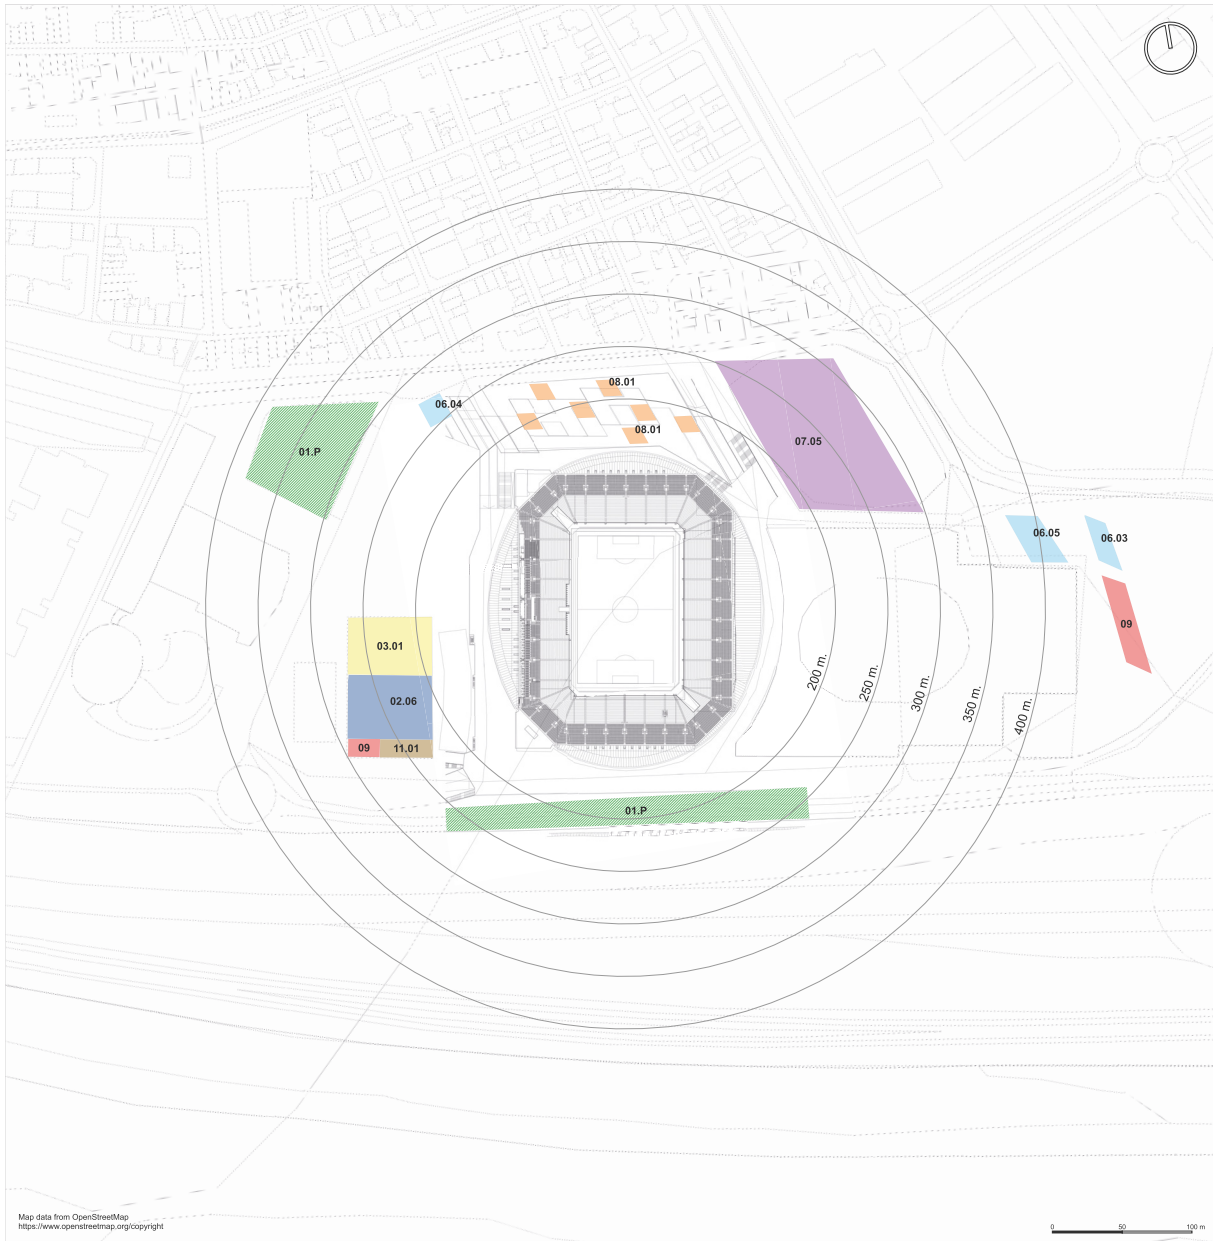 08.01
06.04
08.01
07.05
01.P
06.05
06.03
09
03.01
200 m.
250 m.
300 m.
350 m.
400 m.
02.06
09
11.01
01.P
Map data from OpenStreetMap
https://www.openstreetmap.org/copyright
0
50
100 m